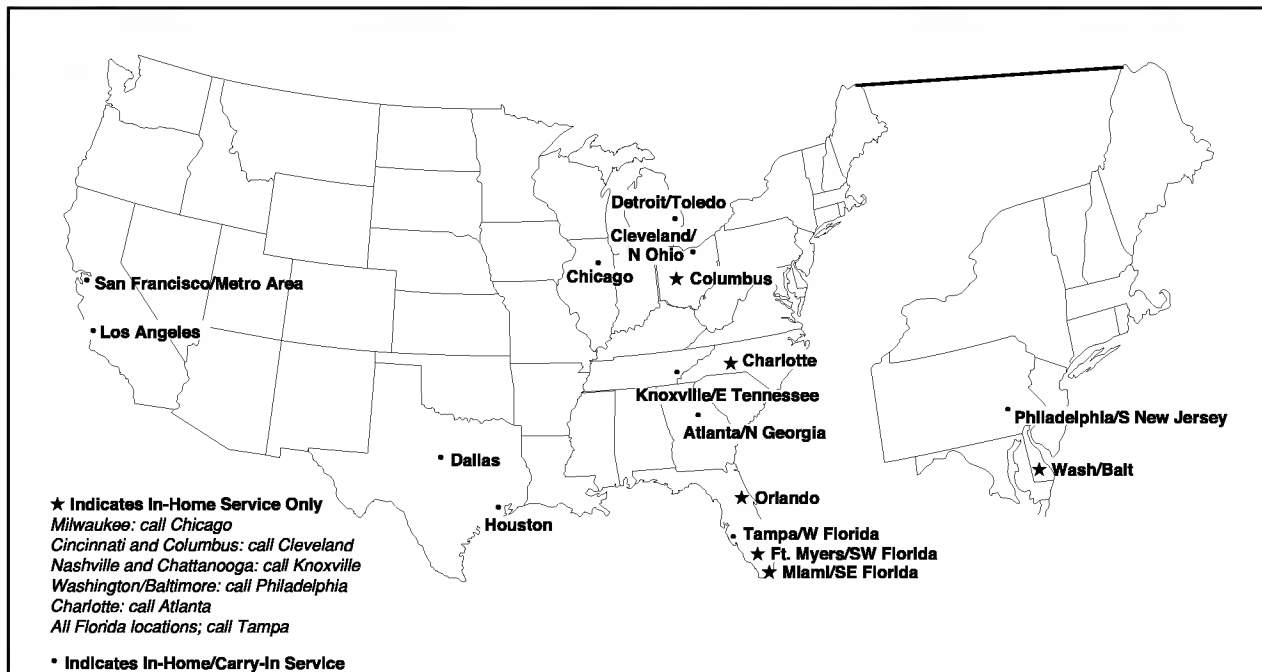 Detroit/Toledo
Cleveland/
N Ohio
Chicago
★ Columbus
San Francisco/Metro Area
Los Angeles
★ Charlotte
Knoxville/E Tennessee
Atlanta/N Georgia
Philadelphia/S New Jersey
Dallas
★ Wash/Balt
★ Orlando
Houston
Tampa/W Florida
★ Ft. Myers/SW Florida
★ Miami/SE Florida
★ Indicates In-Home Service Only
Milwaukee: call Chicago
Cincinnati and Columbus: call Cleveland
Nashville and Chattanooga: call Knoxville
Washington/Baltimore: call Philadelphia
Charlotte: call Atlanta
All Florida locations; call Tampa
• Indicates In-Home/Carry-In Service